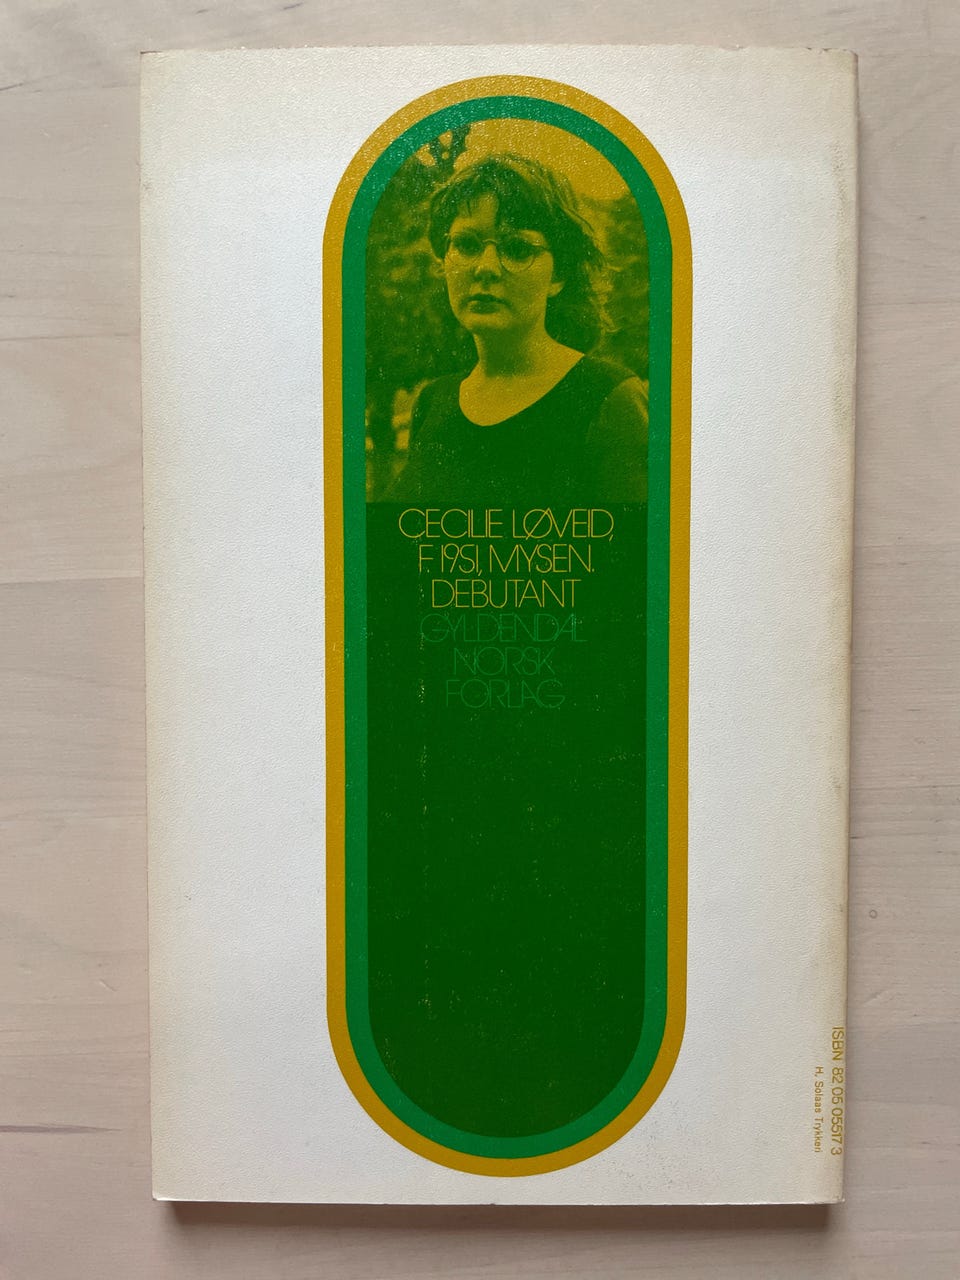 CECILIE LØVEID,
F. 1951, MYSEN.
DEBUTANT
GYLDENDAL
NORSK
FORLAG
ISBN 82 05 05517 3
H. Solaas Trykkeri